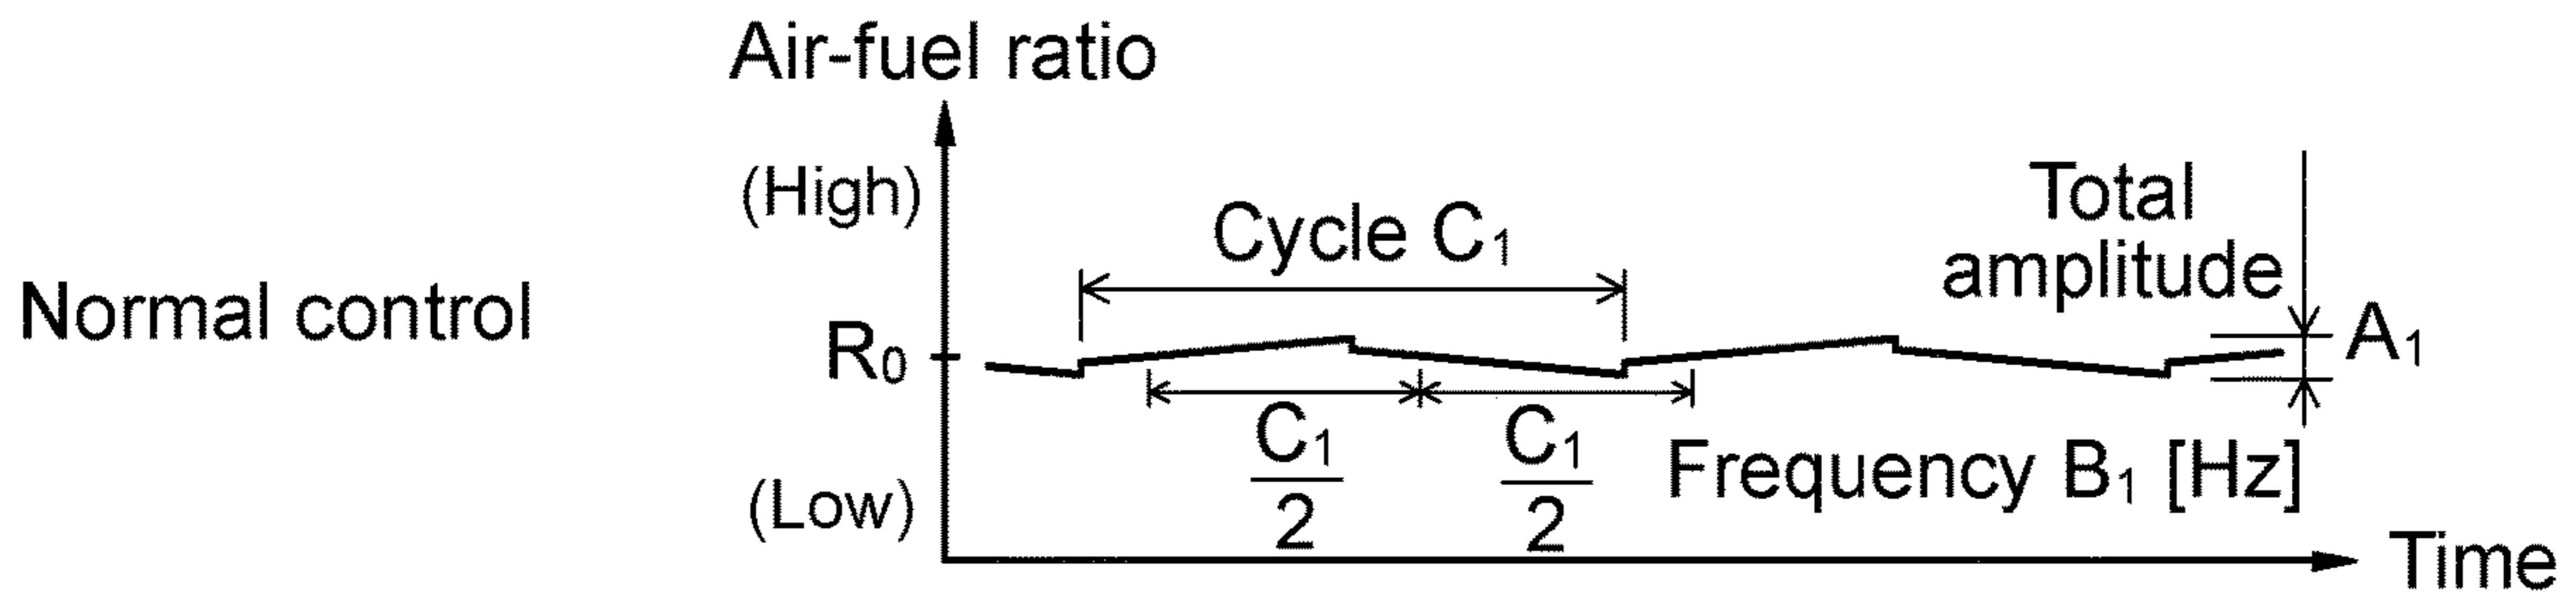 Air-fuel ratio
(High)
Total
amplitude
Cycle C₁
Normal control
R₀
A₁
C₁
2
C₁
2
Frequency B₁ [Hz]
(Low)
Time